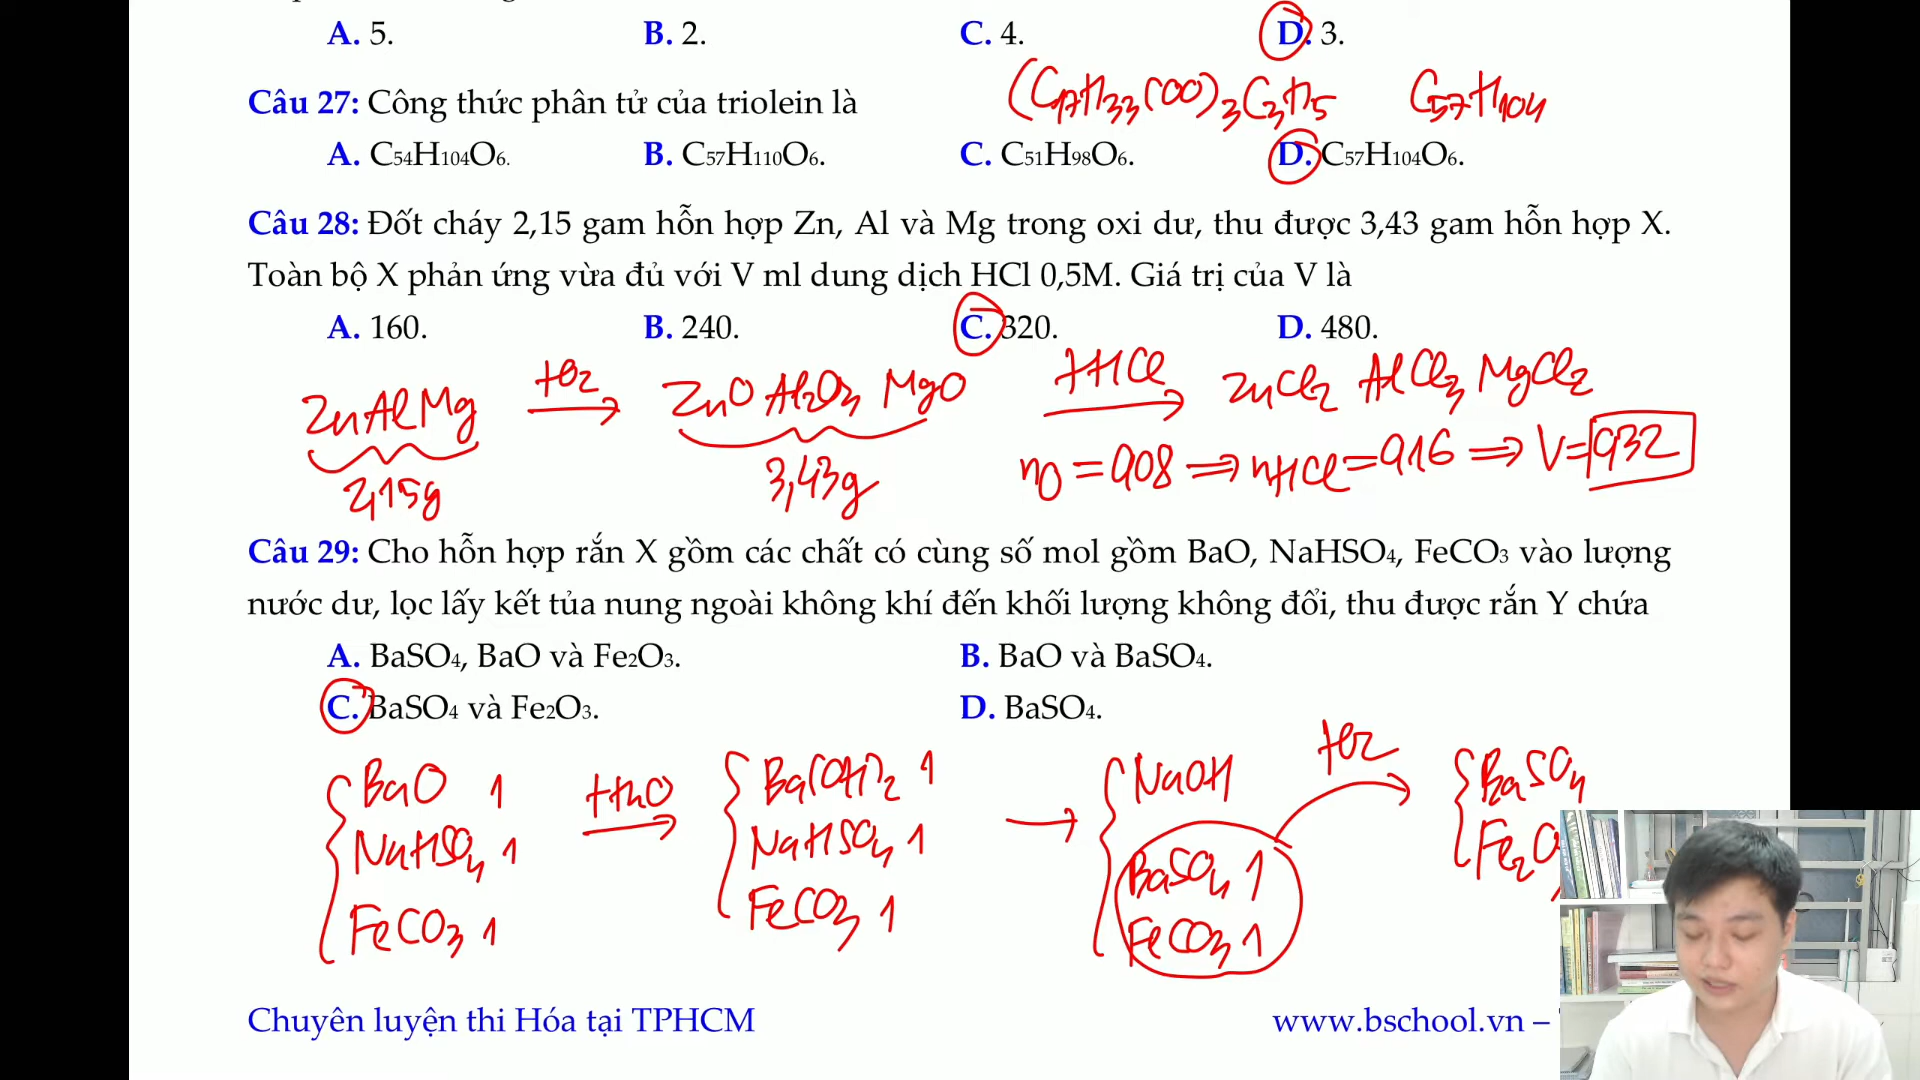 A. 5. B. 2. C. 4. D. 3.
Câu 27: Công thức phân tử của triolein là (C17H33COO)3C3H5 C57H104
A. C54H104O6. B. C57H110O6. C. C51H98O6. D. C57H104O6.
Câu 28: Đốt cháy 2,15 gam hỗn hợp Zn, Al và Mg trong oxi dư, thu được 3,43 gam hỗn hợp X.
Toàn bộ X phản ứng vừa đủ với V ml dung dịch HCl 0,5M. Giá trị của V là
A. 160. B. 240. C. 320. D. 480.
Zn Al Mg +O2 → ZnO Al2O3 MgO +HCl → ZnCl2 AlCl3 MgCl2
2,15g 3,43g nO = 0,08 ⇒ nHCl = 0,16 ⇒ V = 0,32
Câu 29: Cho hỗn hợp rắn X gồm các chất có cùng số mol gồm BaO, NaHSO4, FeCO3 vào lượng
nước dư, lọc lấy kết tủa nung ngoài không khí đến khối lượng không đổi, thu được rắn Y chứa
A. BaSO4, BaO và Fe2O3. B. BaO và BaSO4.
C. BaSO4 và Fe2O3. D. BaSO4.
BaO 1 +H2O → Ba(OH)2 1 → NaOH +O2 BaSO4
NaHSO4 1 NaHSO4 1 BaSO4 1 Fe2O
FeCO3 1 FeCO3 1 FeCO3 1
Chuyên luyện thi Hóa tại TPHCM www.bschool.vn –